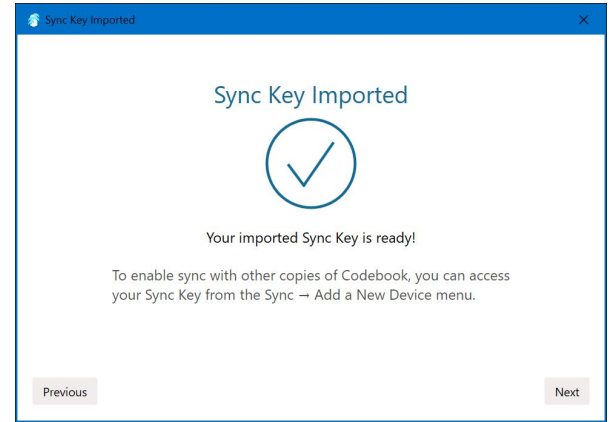 Sync Key Imported
Sync Key Imported
Your imported Sync Key is ready!
To enable sync with other copies of Codebook, you can access
your Sync Key from the Sync → Add a New Device menu.
Previous
Next